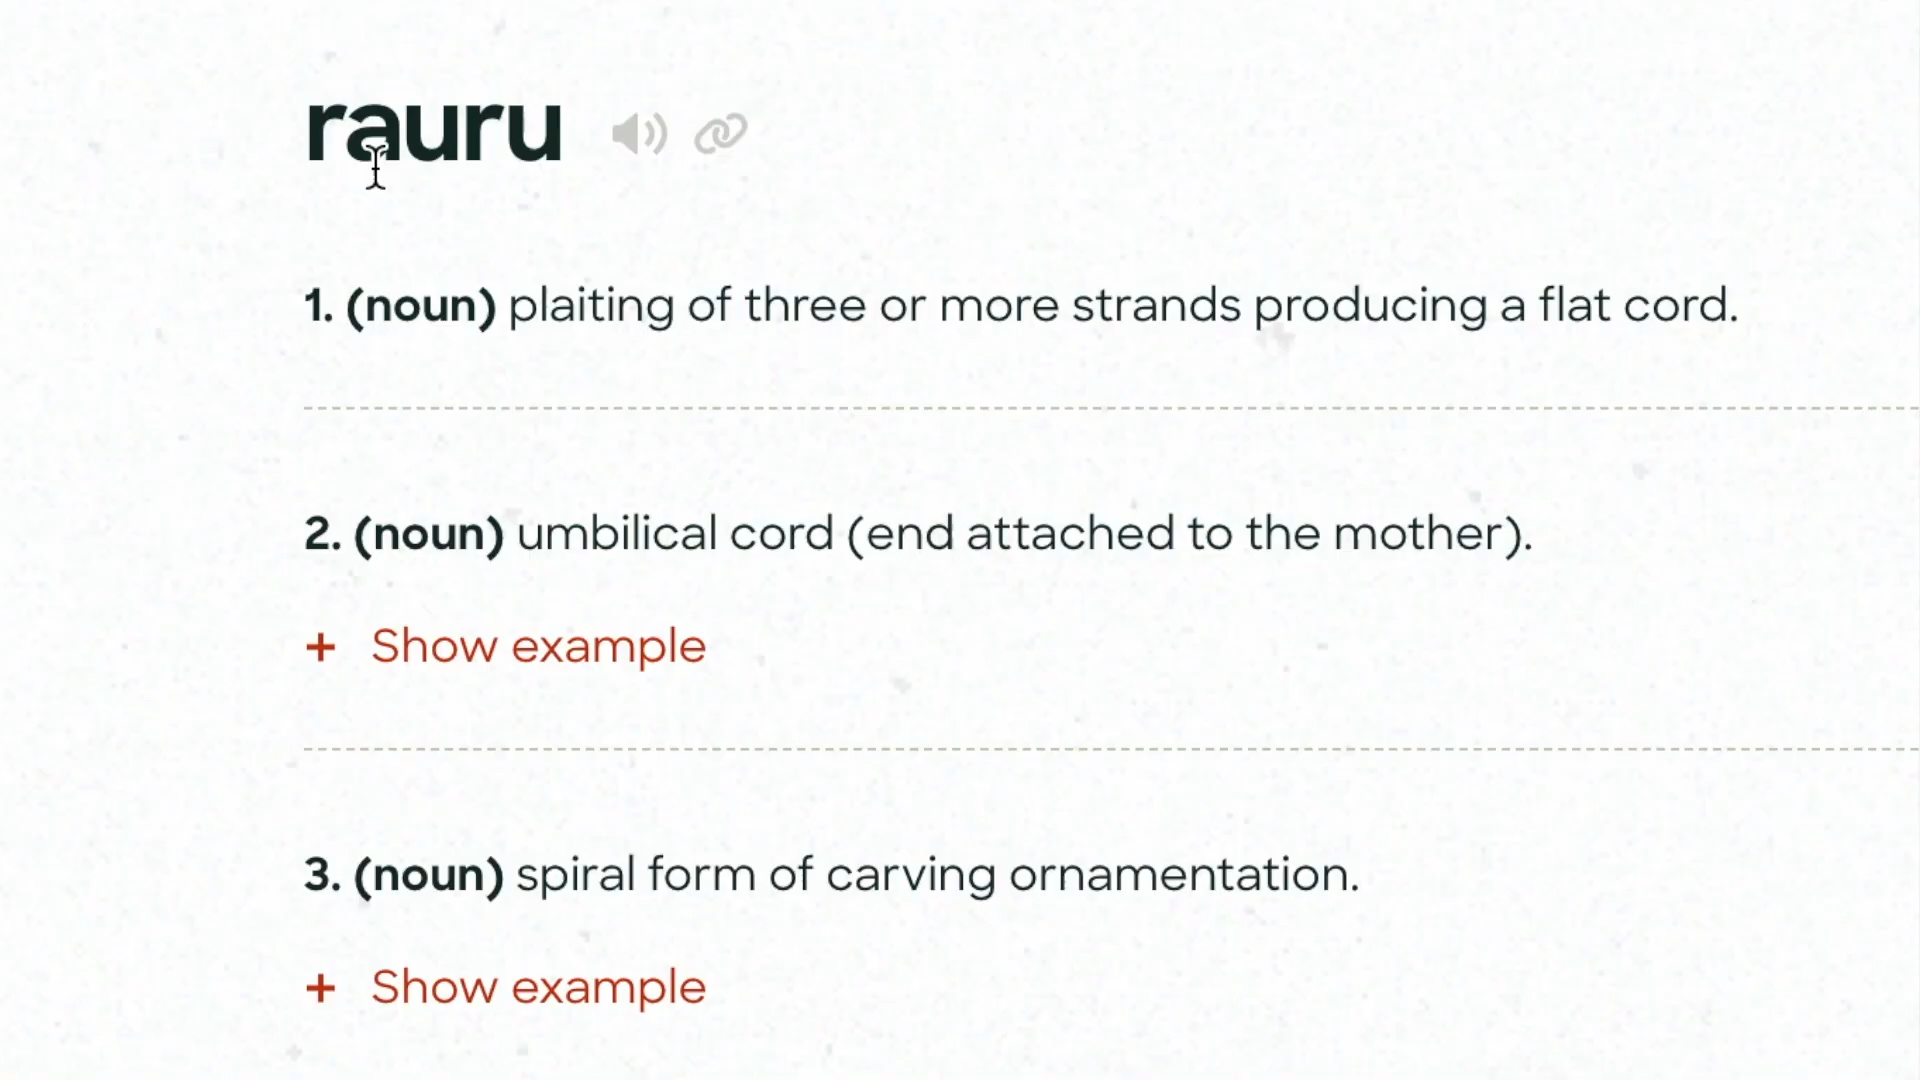 rauru
1. (noun) plaiting of three or more strands producing a flat cord.
2. (noun) umbilical cord (end attached to the mother).
+ Show example
3. (noun) spiral form of carving ornamentation.
+ Show example